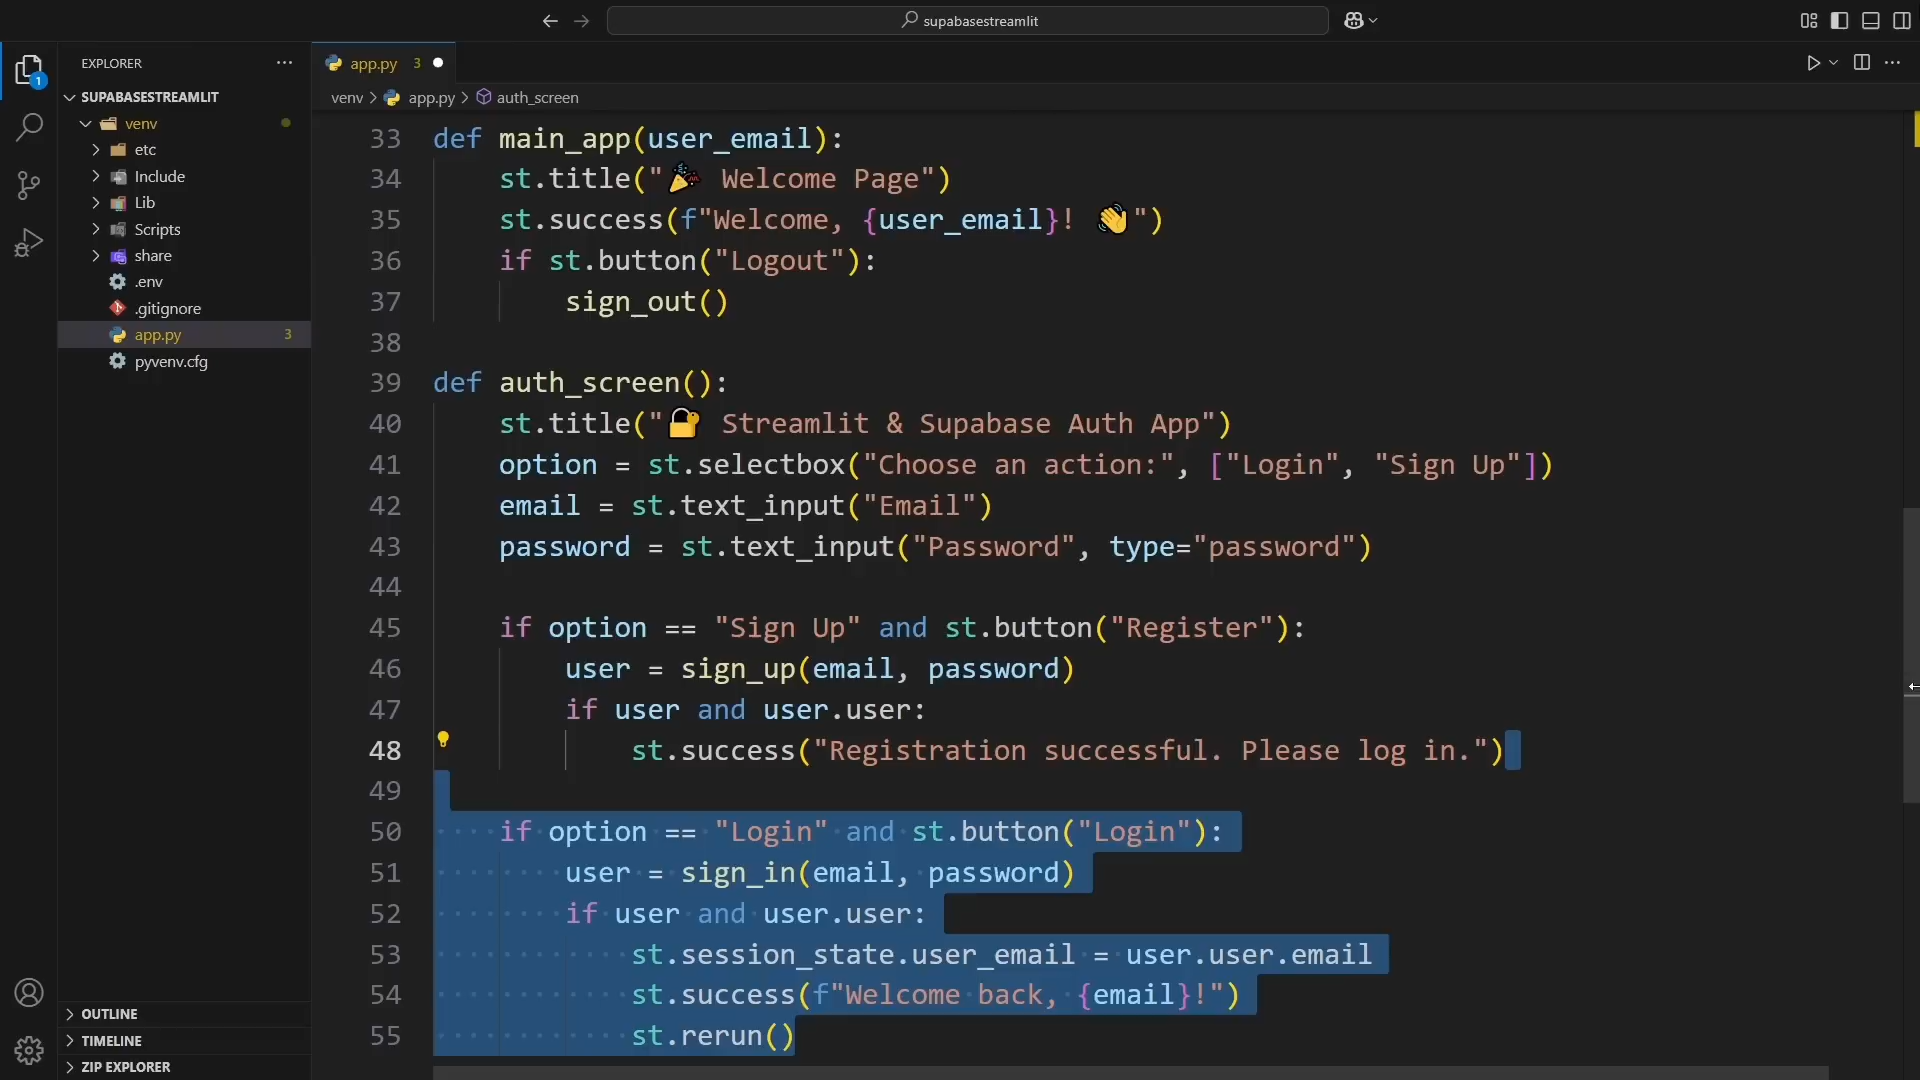 supabasestreamlit
EXPLORER
SUPABASESTREAMLIT
venv
etc
Include
Lib
Scripts
share
.env
.gitignore
app.py 3
pyvenv.cfg
OUTLINE
TIMELINE
ZIP EXPLORER
1
app.py 3
venv > app.py > auth_screen
33 def main_app(user_email):
34 st.title("🎉 Welcome Page")
35 st.success(f"Welcome, {user_email}! 👋")
36 if st.button("Logout"):
37 sign_out()
38
39 def auth_screen():
40 st.title("🔐 Streamlit & Supabase Auth App")
41 option = st.selectbox("Choose an action:", ["Login", "Sign Up"])
42 email = st.text_input("Email")
43 password = st.text_input("Password", type="password")
44
45 if option == "Sign Up" and st.button("Register"):
46 user = sign_up(email, password)
47 if user and user.user:
48 st.success("Registration successful. Please log in.")
49
50 if option == "Login" and st.button("Login"):
51 user = sign_in(email, password)
52 if user and user.user:
53 st.session_state.user_email = user.user.email
54 st.success(f"Welcome back, {email}!")
55 st.rerun()